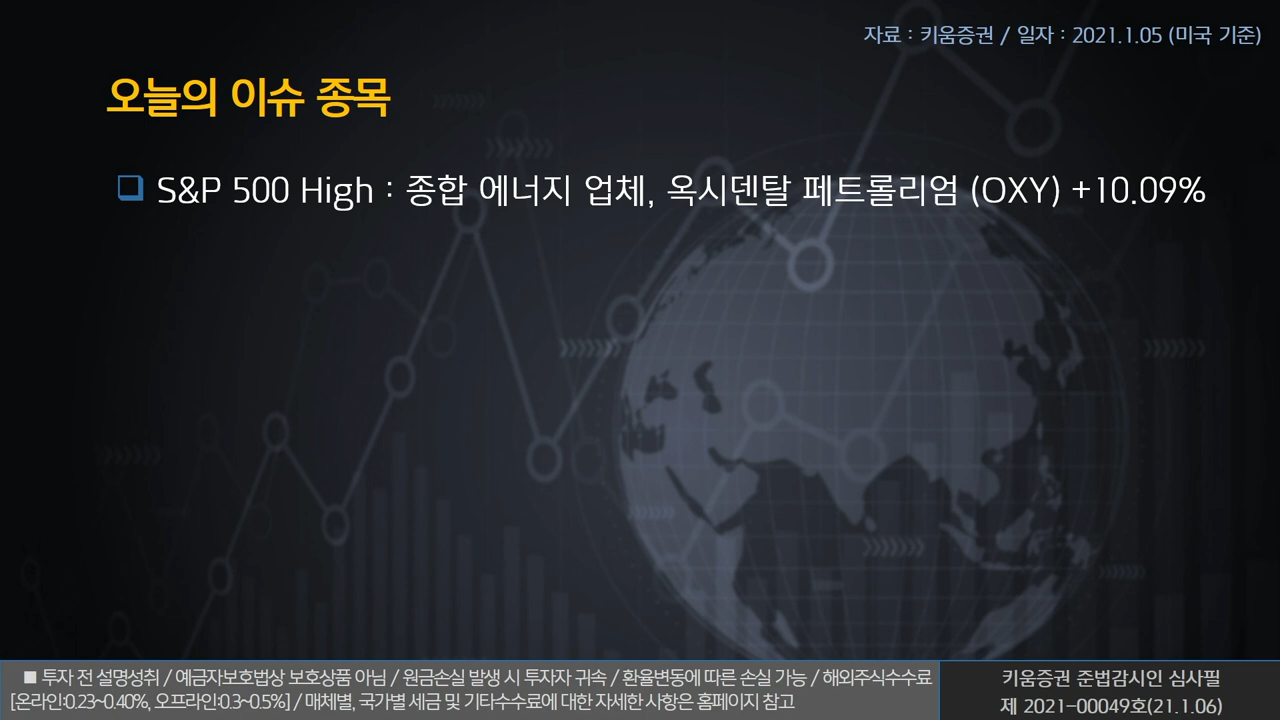 자료 : 키움증권 / 일자 : 2021.1.05 (미국 기준)
오늘의 이슈 종목
❑ S&P 500 High : 종합 에너지 업체, 옥시덴탈 페트롤리엄 (OXY) +10.09%
■ 투자 전 설명청취 / 예금자보호법상 보호상품 아님 / 원금손실 발생 시 투자자 귀속 / 환율변동에 따른 손실 가능 / 해외주식수수료
[온라인:0.23~0.40%, 오프라인:0.3~0.5%] / 매체별, 국가별 세금 및 기타수수료에 대한 자세한 사항은 홈페이지 참고
키움증권 준법감시인 심사필
제 2021-00049호(21.1.06)